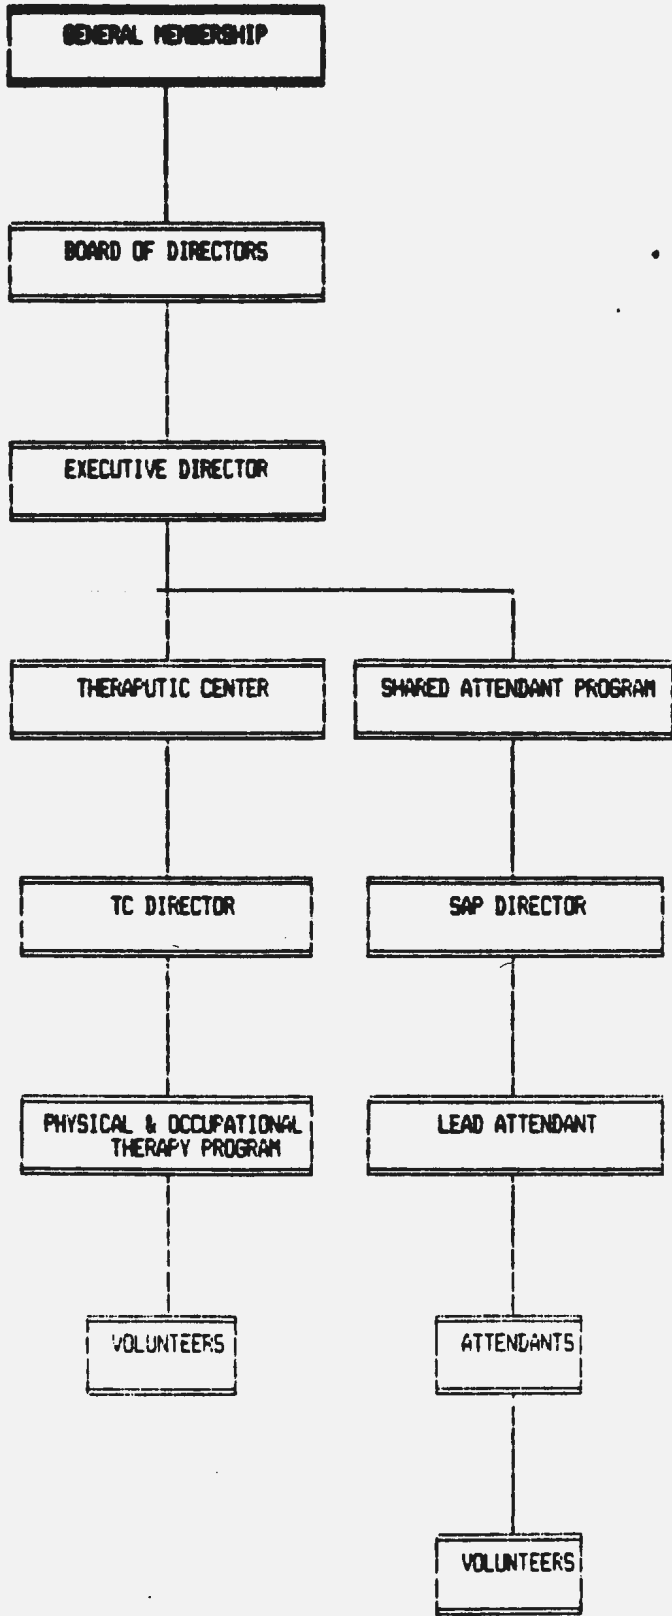 GENERAL MEMBERSHIP
BOARD OF DIRECTORS
EXECUTIVE DIRECTOR
THERAPUTIC CENTER
SHARED ATTENDANT PROGRAM
TC DIRECTOR
SAP DIRECTOR
PHYSICAL & OCCUPATIONAL
THERAPY PROGRAM
LEAD ATTENDANT
VOLUNTEERS
ATTENDANTS
VOLUNTEERS